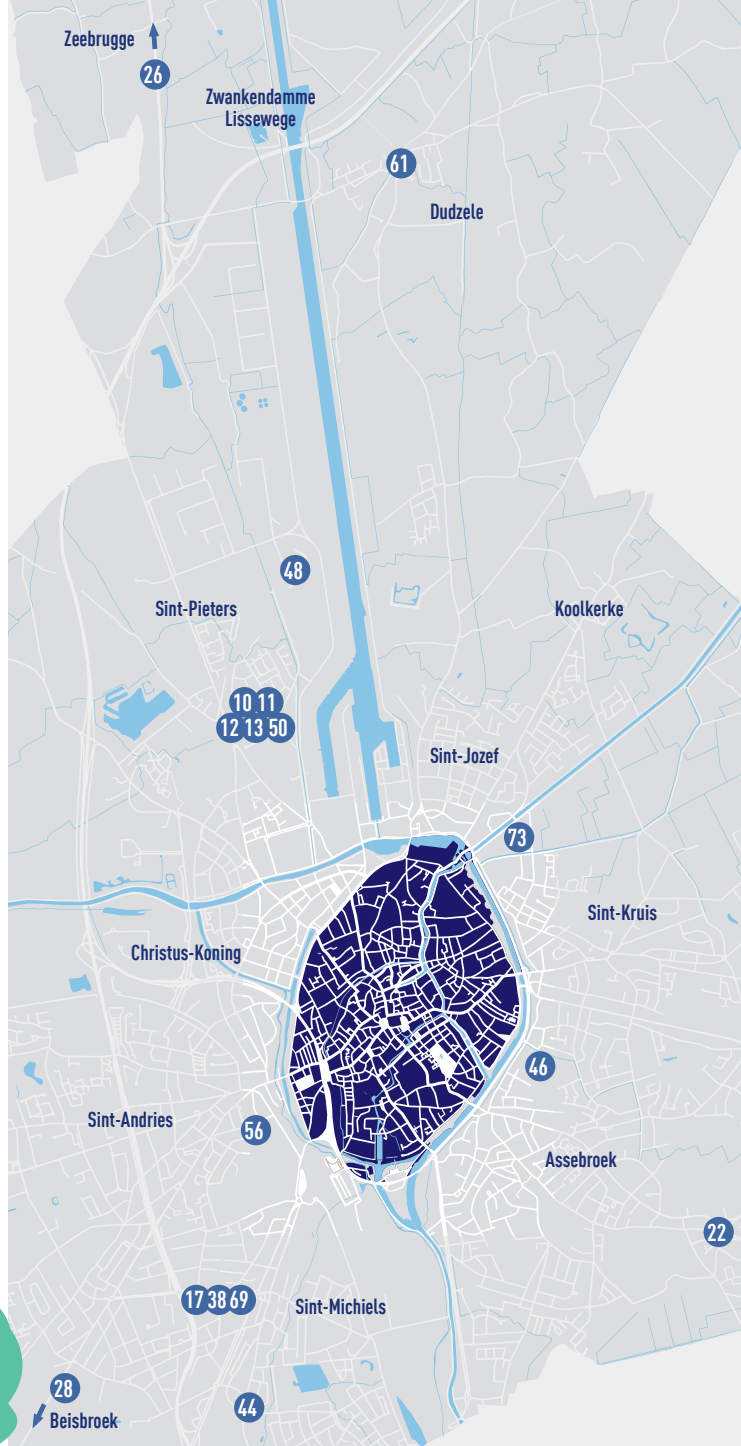 Zeebrugge
26
Zwankendamme
Lissewege
61
Dudzele
48
Sint-Pieters
Koolkerke
10 11
12 13 50
Sint-Jozef
73
Sint-Kruis
Christus-Koning
46
Sint-Andries
56
Assebroek
22
17 38 69
Sint-Michiels
28
44
Beisbroek